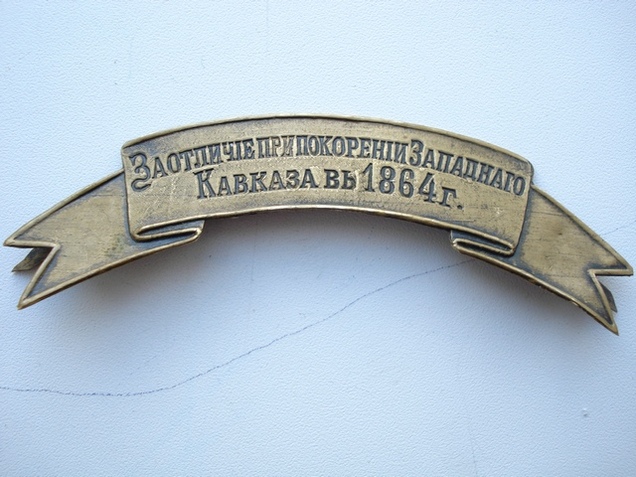 За отличіе при покореніи Западнаго
Кавказа въ 1864 г.